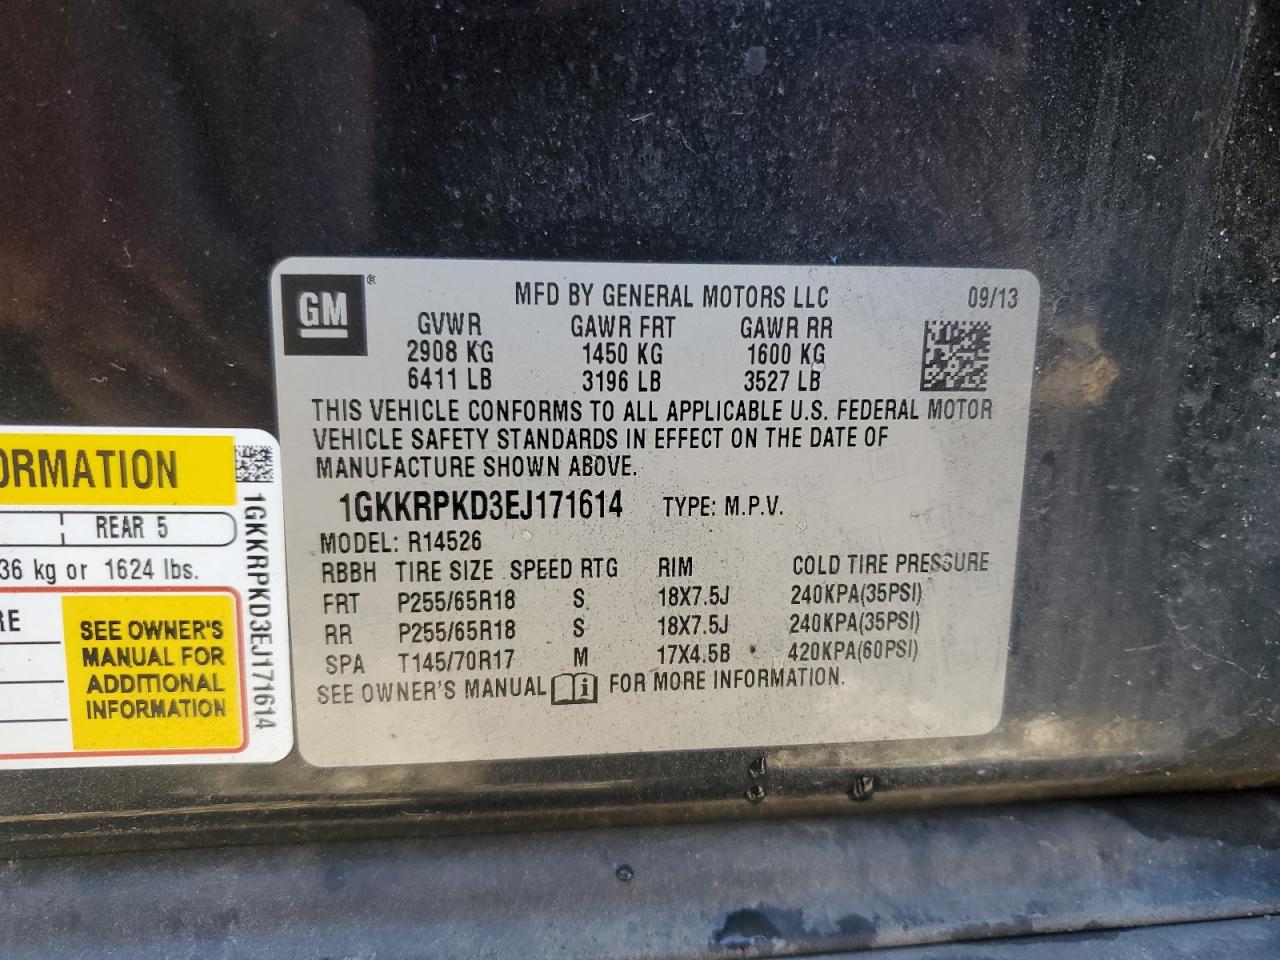 GM ®
MFD BY GENERAL MOTORS LLC 09/13
GVWR GAWR FRT GAWR RR
2908 KG 1450 KG 1600 KG
6411 LB 3196 LB 3527 LB
THIS VEHICLE CONFORMS TO ALL APPLICABLE U.S. FEDERAL MOTOR
VEHICLE SAFETY STANDARDS IN EFFECT ON THE DATE OF
MANUFACTURE SHOWN ABOVE.
1GKKRPKD3EJ171614 TYPE: M.P.V.
MODEL: R14526
RBBH TIRE SIZE SPEED RTG RIM COLD TIRE PRESSURE
FRT P255/65R18 S 18X7.5J 240KPA(35PSI)
RR P255/65R18 S 18X7.5J 240KPA(35PSI)
SPA T145/70R17 M 17X4.5B 420KPA(60PSI)
SEE OWNER'S MANUAL i FOR MORE INFORMATION.
ORMATION
REAR 5
36 kg or 1624 lbs.
RE
SEE OWNER'S
MANUAL FOR
ADDITIONAL
INFORMATION
1GKKRPKD3EJ171614